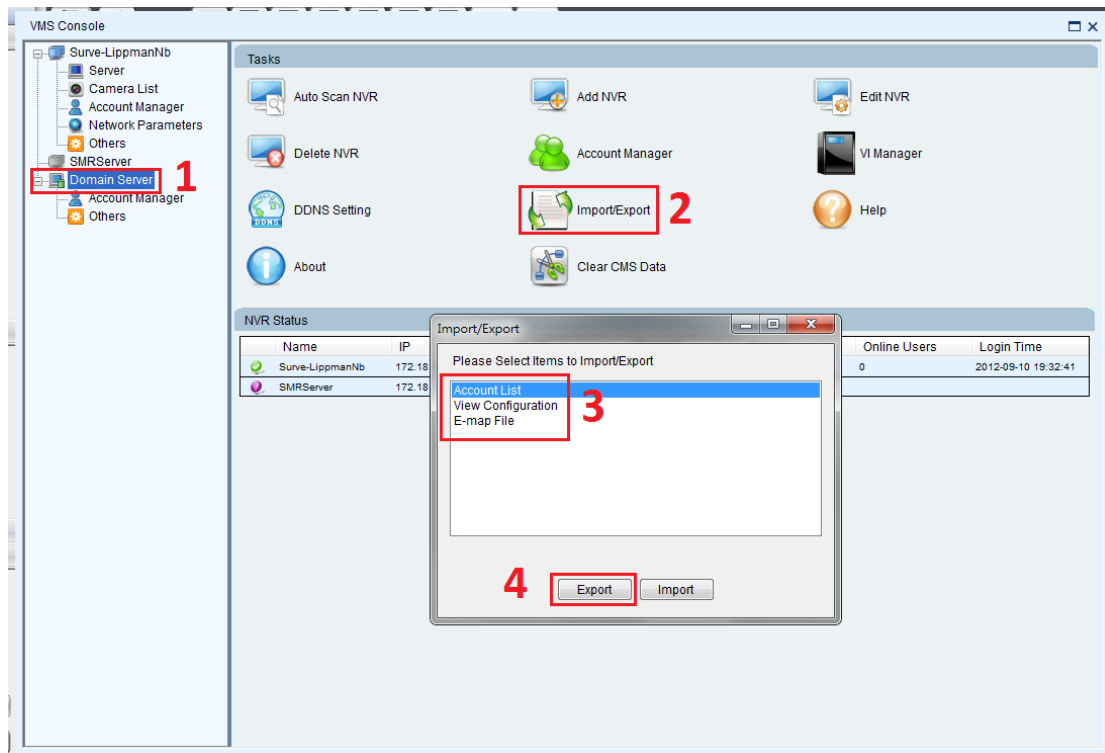 VMS Console
Surve-LippmanNb
Server
Camera List
Account Manager
Network Parameters
Others
SMRServer
Domain Server
1
Account Manager
Others
Tasks
Auto Scan NVR
Add NVR
Edit NVR
Delete NVR
Account Manager
VI Manager
DDNS
DDNS Setting
Import/Export
2
Help
About
Clear CMS Data
NVR Status
Name IP Online Users Login Time
Surve-LippmanNb 172.18 0 2012-09-10 19:32:41
SMRServer 172.18
Import/Export
Please Select Items to Import/Export
Account List
View Configuration
E-map File
3
4
Export Import